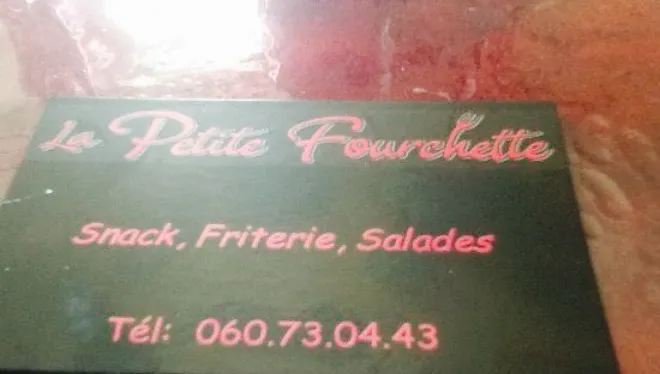 La Petite Fourchette
Snack, Friterie, Salades
Tél: 060.73.04.43